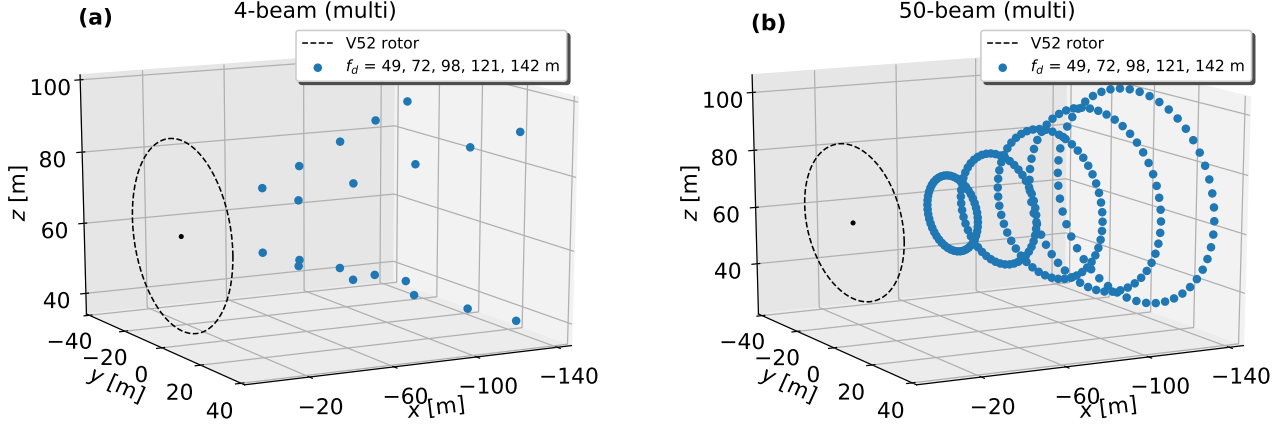 (a)
4-beam (multi)
V52 rotor
f_d = 49, 72, 98, 121, 142 m
100
80
60
40
z [m]
−40
−20
0
20
40
y [m]
−20
−60
−100
−140
x [m]
(b)
50-beam (multi)
V52 rotor
f_d = 49, 72, 98, 121, 142 m
100
80
60
40
z [m]
−40
−20
0
20
40
y [m]
−20
−60
−100
−140
x [m]